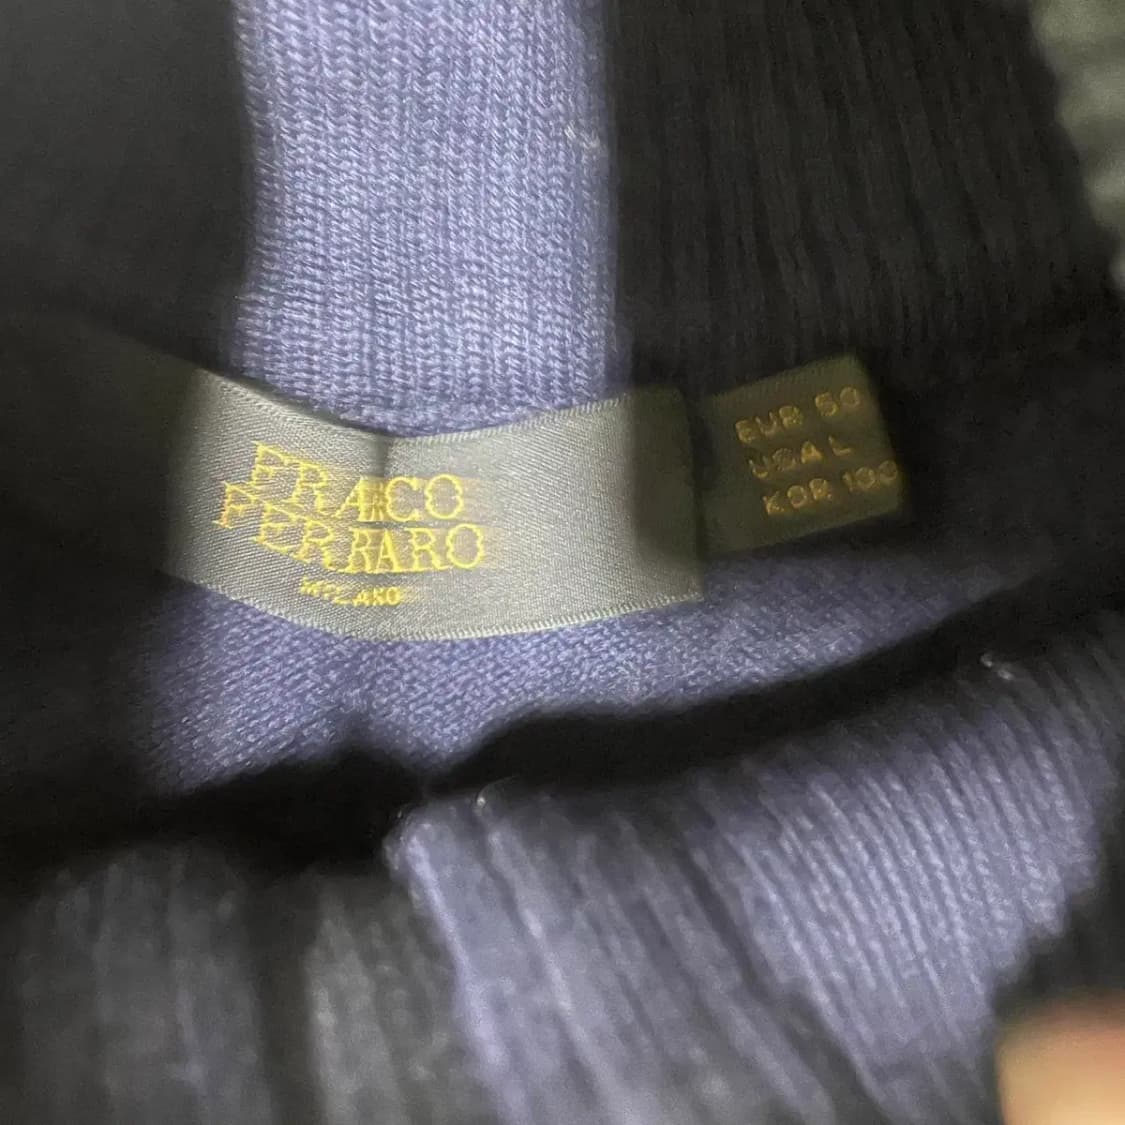 FRANCO
FERRARO
MILANO
EUR 50
USA L
KOR 100